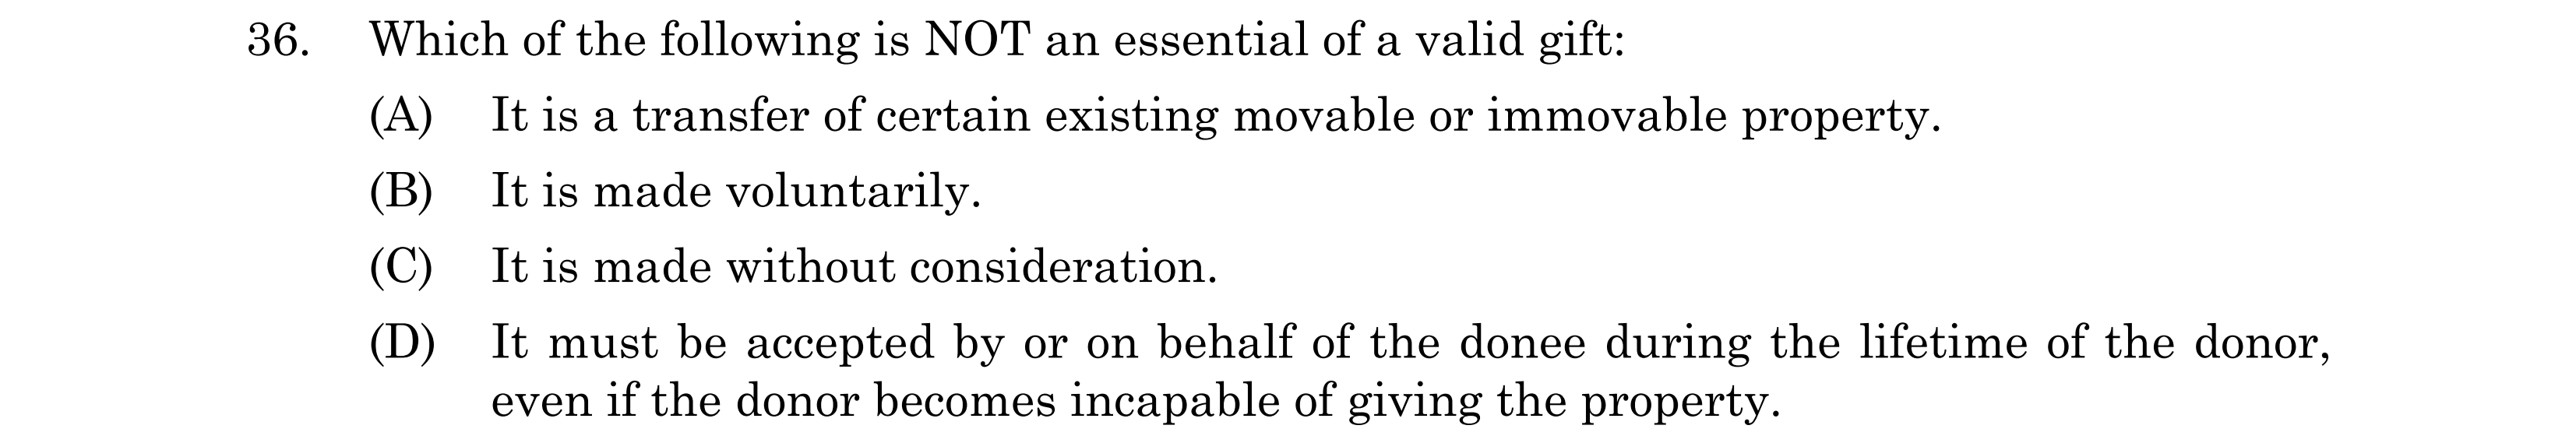 36. Which of the following is NOT an essential of a valid gift:
(A) It is a transfer of certain existing movable or immovable property.
(B) It is made voluntarily.
(C) It is made without consideration.
(D) It must be accepted by or on behalf of the donee during the lifetime of the donor,
even if the donor becomes incapable of giving the property.